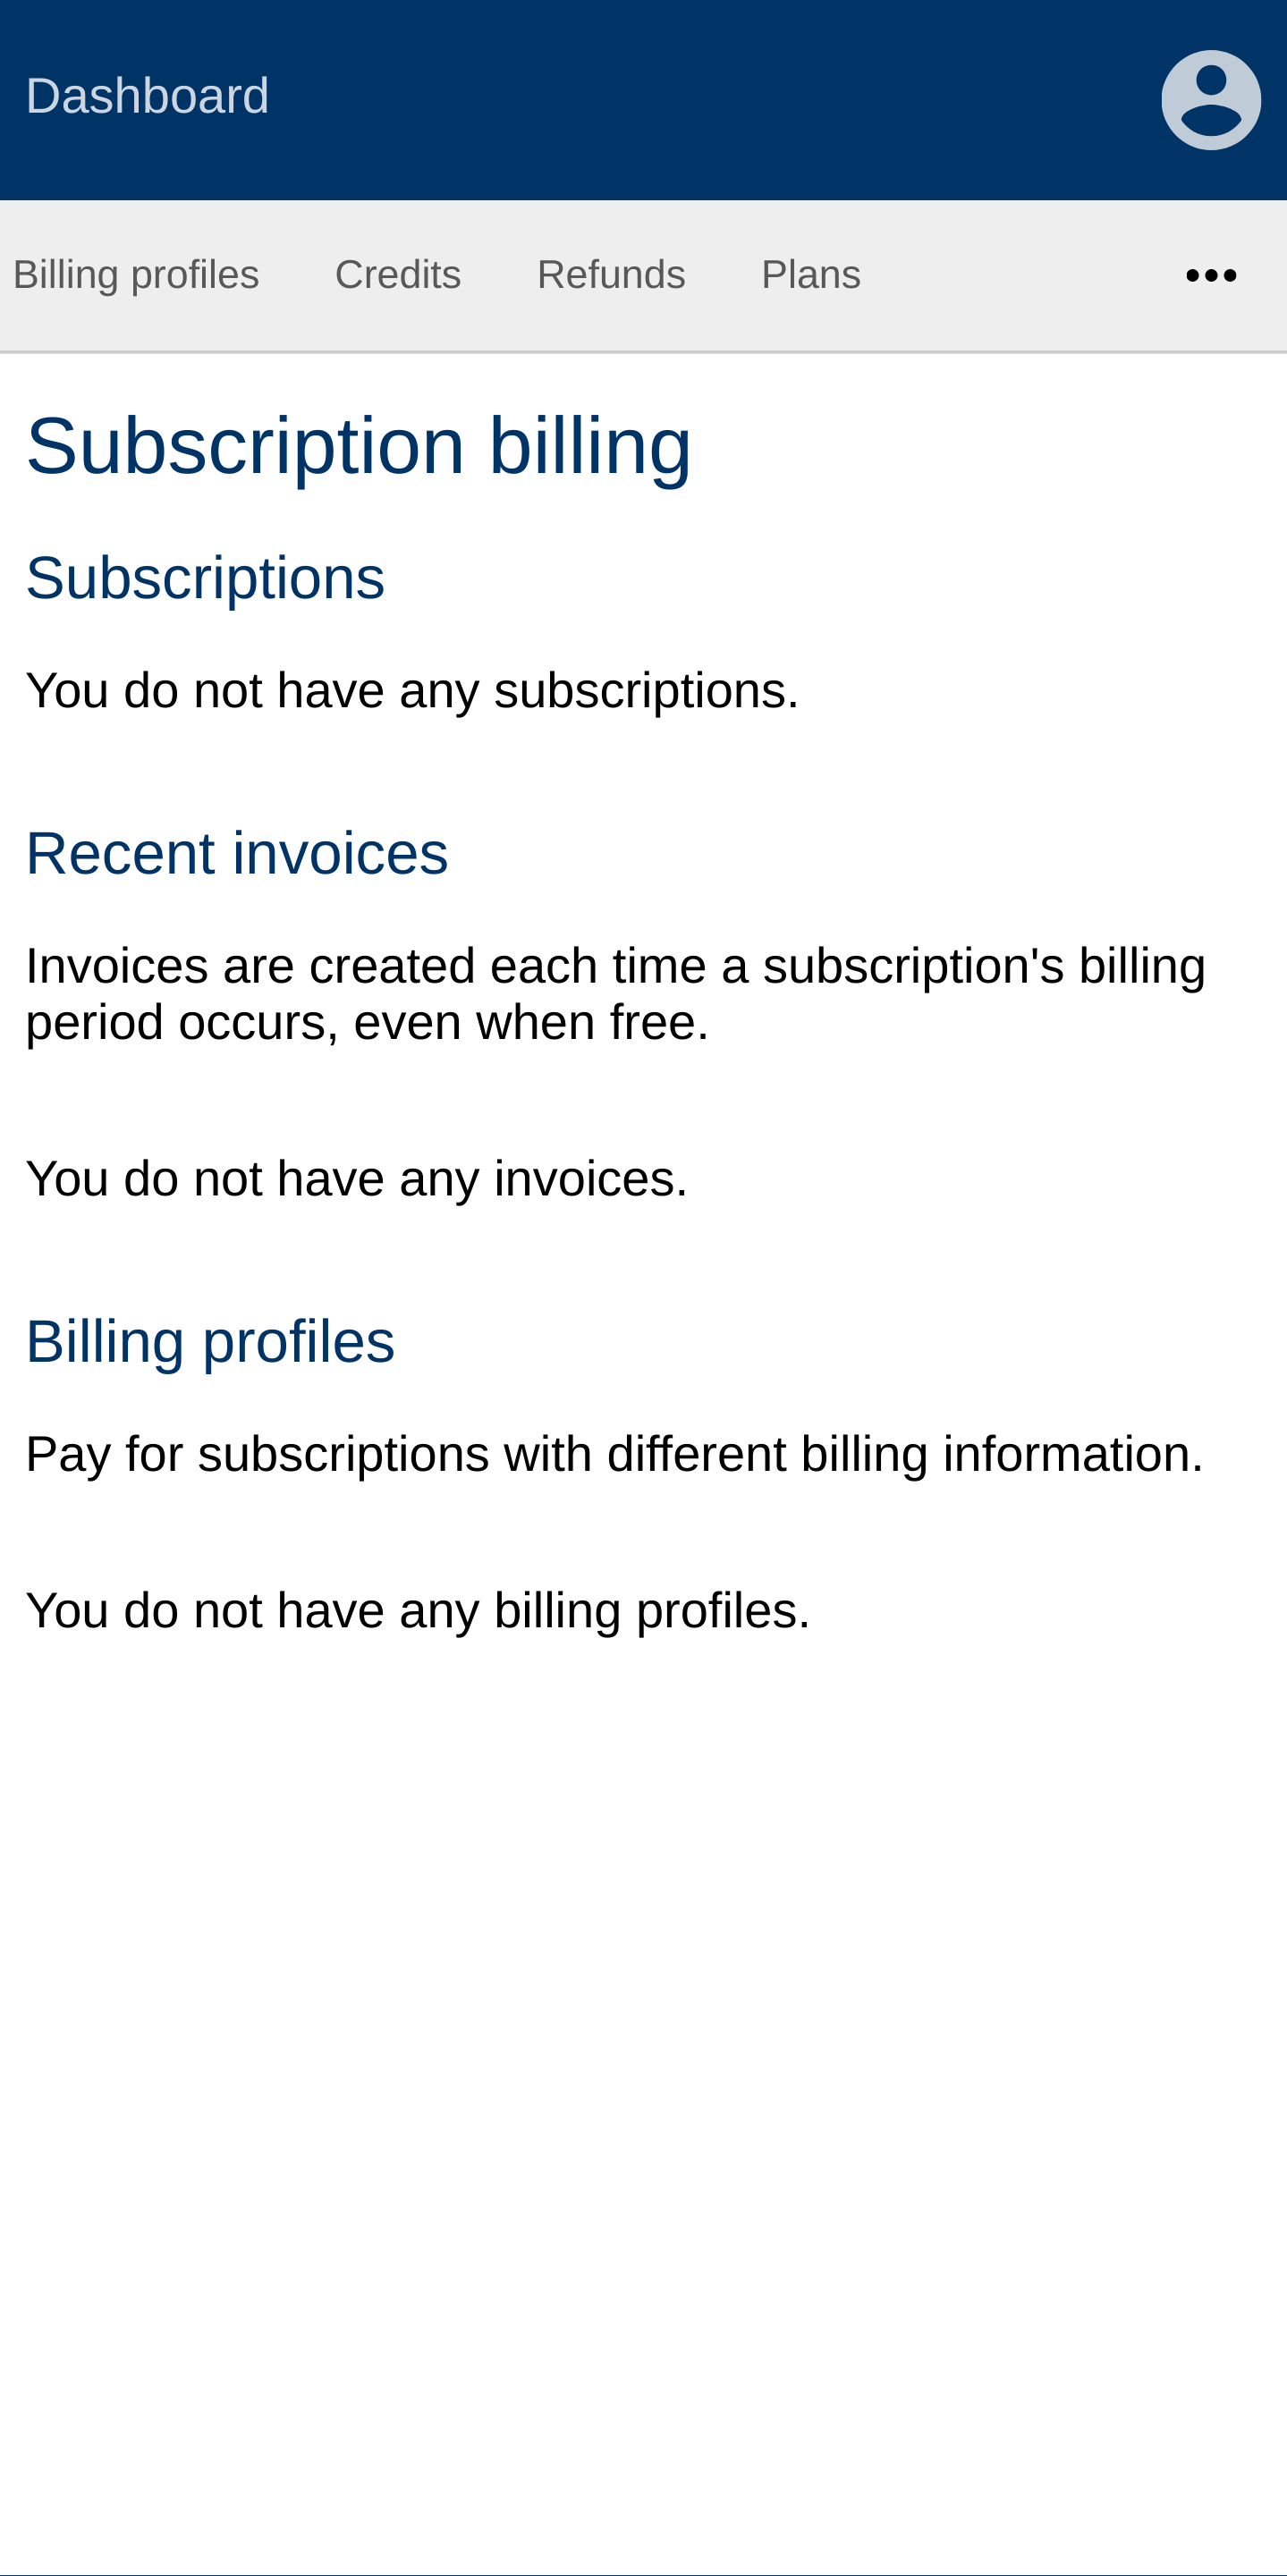 Dashboard
Billing profiles Credits Refunds Plans
Subscription billing
Subscriptions
You do not have any subscriptions.
Recent invoices
Invoices are created each time a subscription's billing
period occurs, even when free.
You do not have any invoices.
Billing profiles
Pay for subscriptions with different billing information.
You do not have any billing profiles.